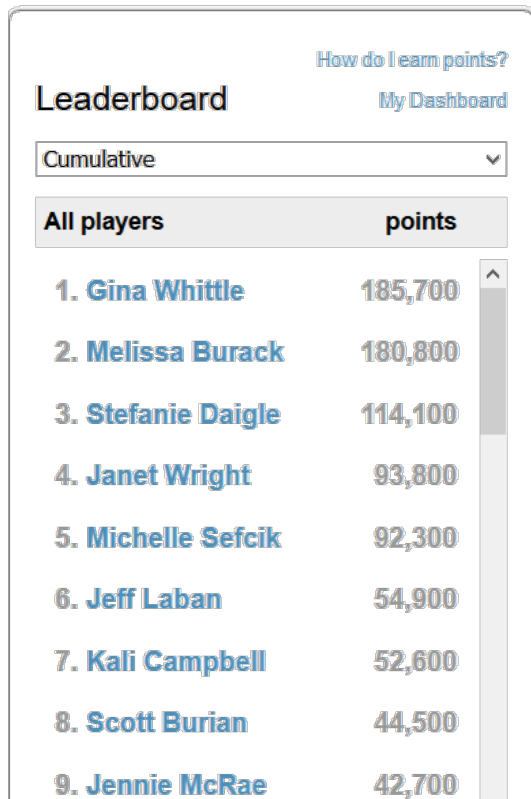 How do I earn points?
Leaderboard My Dashboard
Cumulative
All players points
1. Gina Whittle 185,700
2. Melissa Burack 180,800
3. Stefanie Daigle 114,100
4. Janet Wright 93,800
5. Michelle Sefcik 92,300
6. Jeff Laban 54,900
7. Kali Campbell 52,600
8. Scott Burian 44,500
9. Jennie McRae 42,700